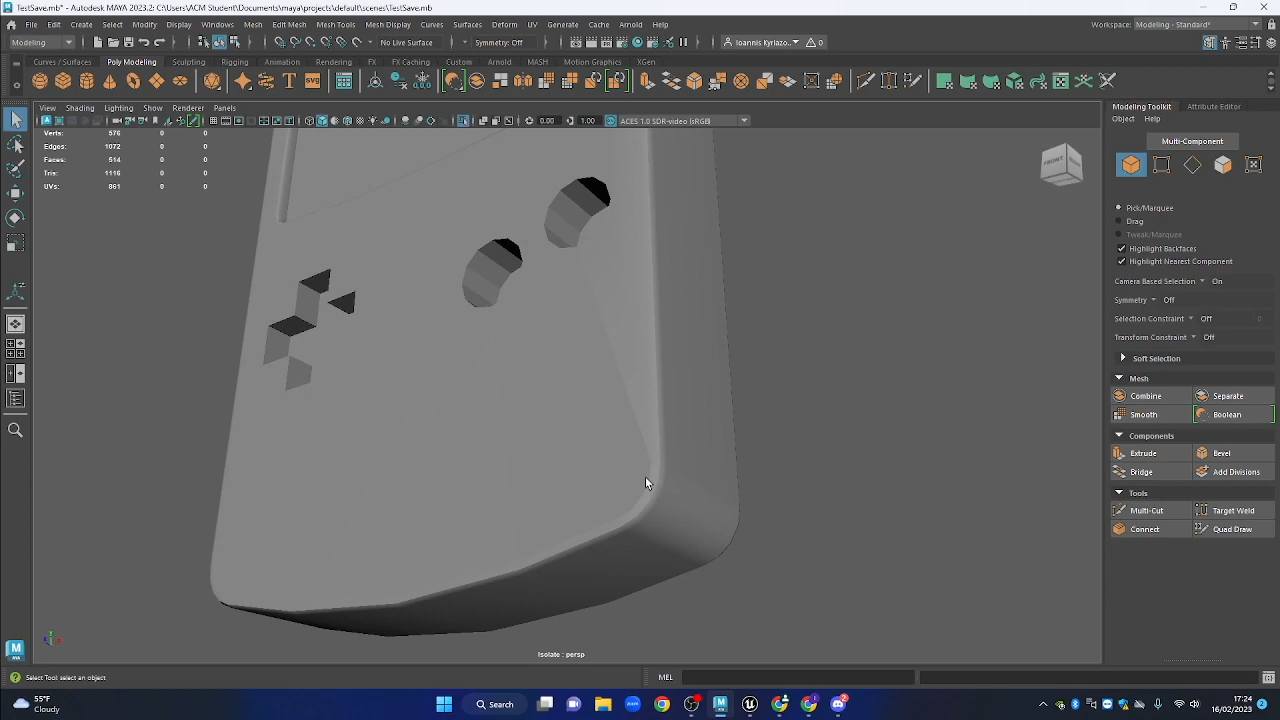 TestSave.mb* - Autodesk MAYA 2023.2: C:\Users\ACM Student\Documents\maya\projects\default\scenes\TestSave.mb
File Edit Create Select Modify Display Windows Mesh Edit Mesh Mesh Tools Mesh Display Curves Surfaces Deform UV Generate Cache Arnold Help
Workspace: Modeling - Standard*
Modeling No Live Surface Symmetry: Off Ioannis Kyriazo... 0
Curves / Surfaces Poly Modeling Sculpting Rigging Animation Rendering FX FX Caching Custom Arnold MASH Motion Graphics XGen
SVG
View Shading Lighting Show Renderer Panels
0.00 1.00 ACES 1.0 SDR-video (sRGB)
Modeling Toolkit Attribute Editor
Object Help
Verts: 576 0 0
Edges: 1072 0 0
Faces: 514 0 0
Tris: 1116 0 0
UVs: 861 0 0
FRONT
Multi-Component
Pick/Marquee
Drag
Tweak/Marquee
Highlight Backfaces
Highlight Nearest Component
Camera Based Selection On
Symmetry Off
Selection Constraint Off 0
Transform Constraint Off
Soft Selection
Mesh
Combine Separate
Smooth Boolean
Components
Extrude Bevel
Bridge Add Divisions
Tools
Multi-Cut Target Weld
Connect Quad Draw
Isolate : persp
Select Tool: select an object
MEL
55°F
Cloudy
Search
zoom
2
17:24
16/02/2023